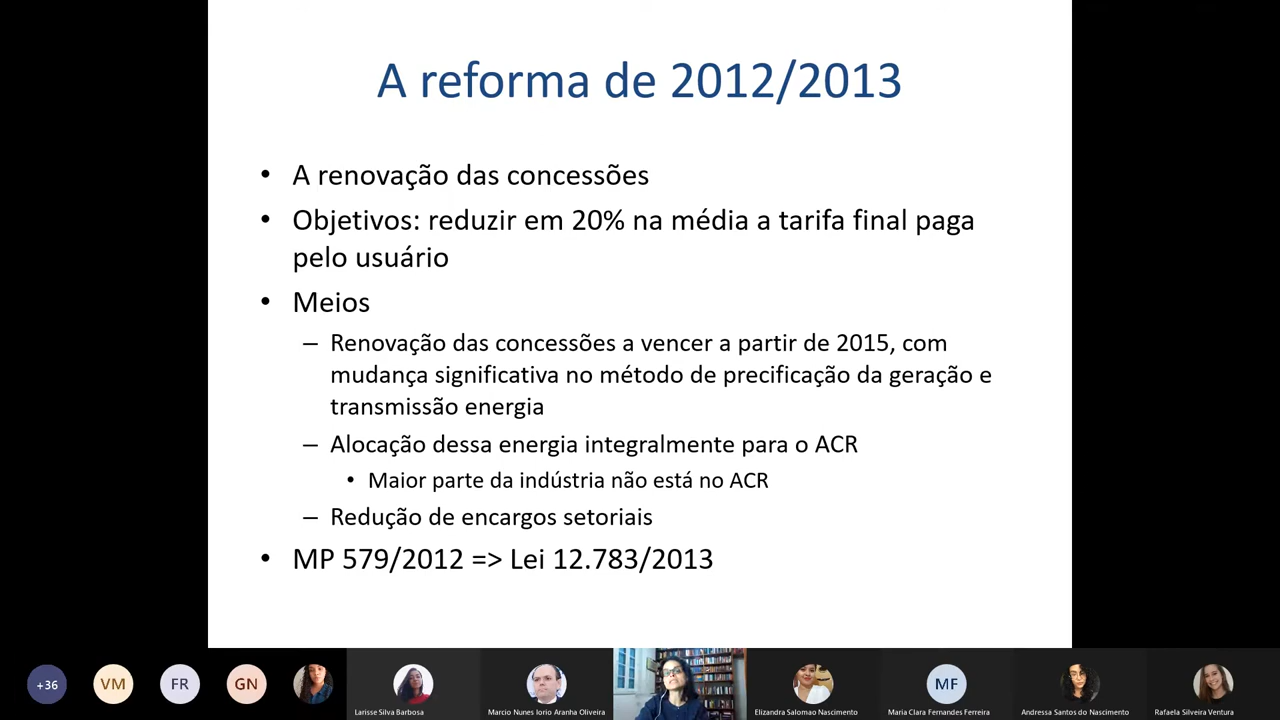 A reforma de 2012/2013
• A renovação das concessões
• Objetivos: reduzir em 20% na média a tarifa final paga
pelo usuário
• Meios
– Renovação das concessões a vencer a partir de 2015, com
mudança significativa no método de precificação da geração e
transmissão energia
– Alocação dessa energia integralmente para o ACR
• Maior parte da indústria não está no ACR
– Redução de encargos setoriais
• MP 579/2012 => Lei 12.783/2013
+36
VM
FR
GN
MF
Larisse Silva Barbosa
Marcio Nunes Iorio Aranha Oliveira
Elizandra Salomao Nascimento
Maria Clara Fernandes Ferreira
Andressa Santos do Nascimento
Rafaela Silveira Ventura